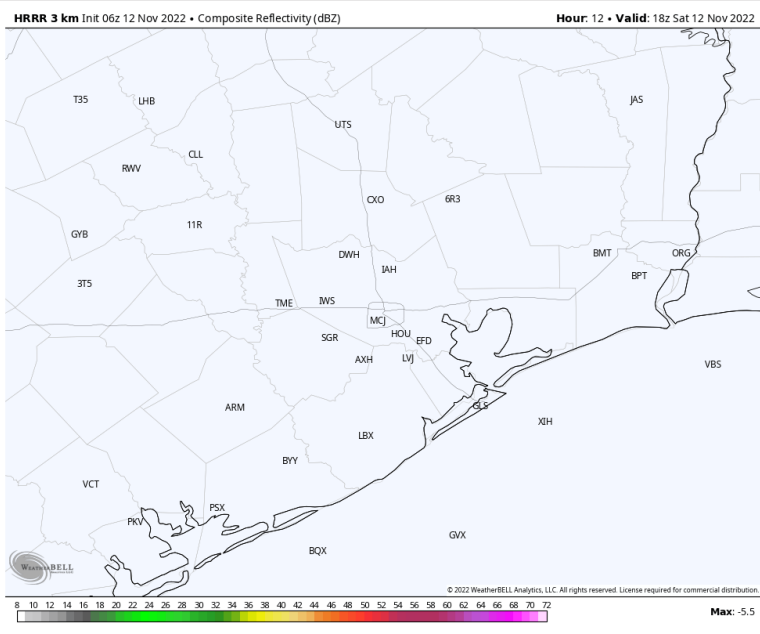 HRRR 3 km Init 06z 12 Nov 2022 • Composite Reflectivity (dBZ) Hour: 12 • Valid: 18z Sat 12 Nov 2022
T35 LHB JAS
UTS
CLL
RWV
CXO 6R3
11R
GYB
DWH BMT ORG
IAH
BPT
3T5
TME IWS
MCJ
SGR HOU EFD
AXH LVJ
VBS
ARM GLS
XIH
LBX
BYY
VCT
PSX
PKV
GVX
BQX
WEATHERBELL
© 2022 WeatherBELL Analytics, LLC. All rights reserved. License required for commercial distribution.
8 10 12 14 16 18 20 22 24 26 28 30 32 34 36 38 40 42 44 46 48 50 52 54 56 58 60 62 64 66 68 70 72 Max: -5.5